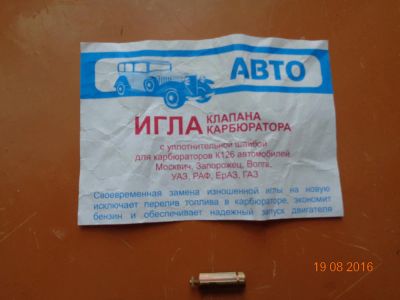 АВТО
ИГЛА КЛАПАНА
КАРБЮРАТОРА
с уплотнительной шайбой
для карбюраторов К126 автомобилей
Москвич, Запорожец, Волга,
УАЗ, РАФ, ЕрАЗ, ГАЗ
Своевременная замена изношенной иглы на новую
исключает перелив топлива в карбюраторе, экономит
бензин и обеспечивает надежный запуск двигателя
19 08 2016